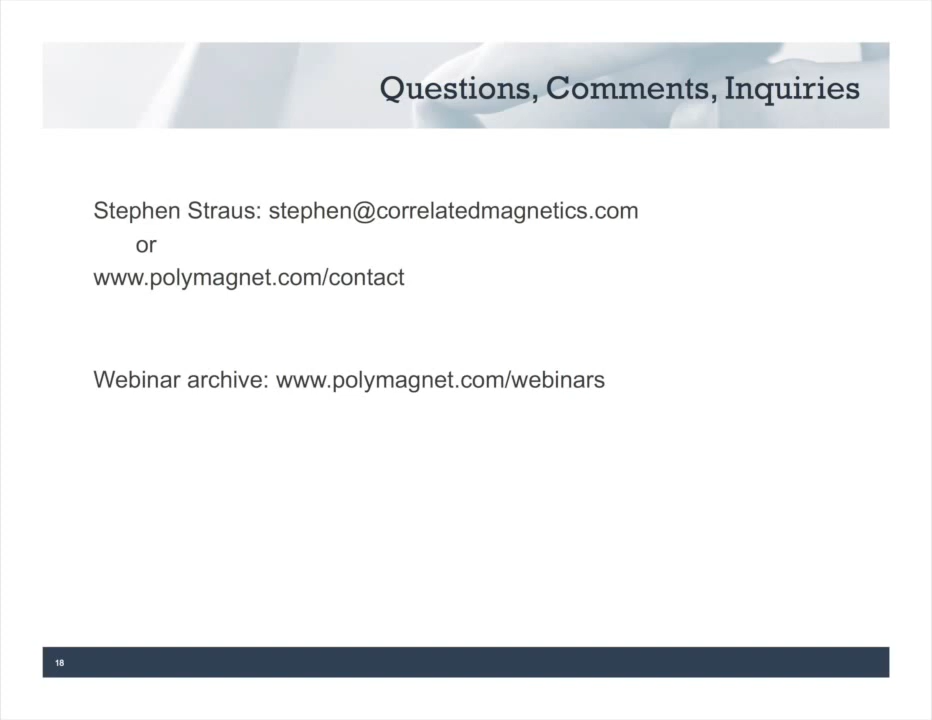 Questions, Comments, Inquiries
Stephen Straus: stephen@correlatedmagnetics.com
or
www.polymagnet.com/contact
Webinar archive: www.polymagnet.com/webinars
18